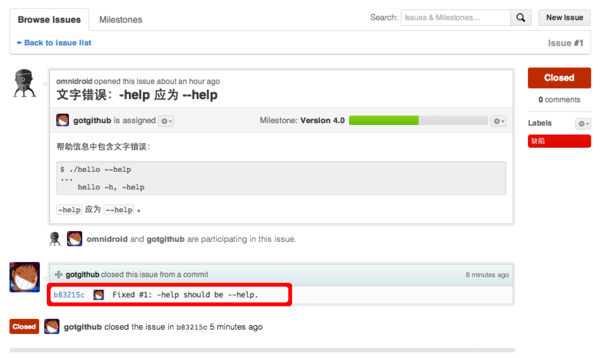 Browse Issues Milestones Search: Issues & Milestones... New Issue
Back to issue list Issue #1
omnidroid opened this issue about an hour ago
文字错误：-help 应为 --help
Closed
0 comments
gotgithub is assigned Milestone: Version 4.0
Labels
缺陷
帮助信息中包含文字错误：
$ ./hello --help
...
hello -h, -help
-help 应为 --help 。
omnidroid and gotgithub are participating in this issue.
gotgithub closed this issue from a commit 6 minutes ago
b83215c Fixed #1: -help should be --help.
Closed gotgithub closed the issue in b83215c 5 minutes ago